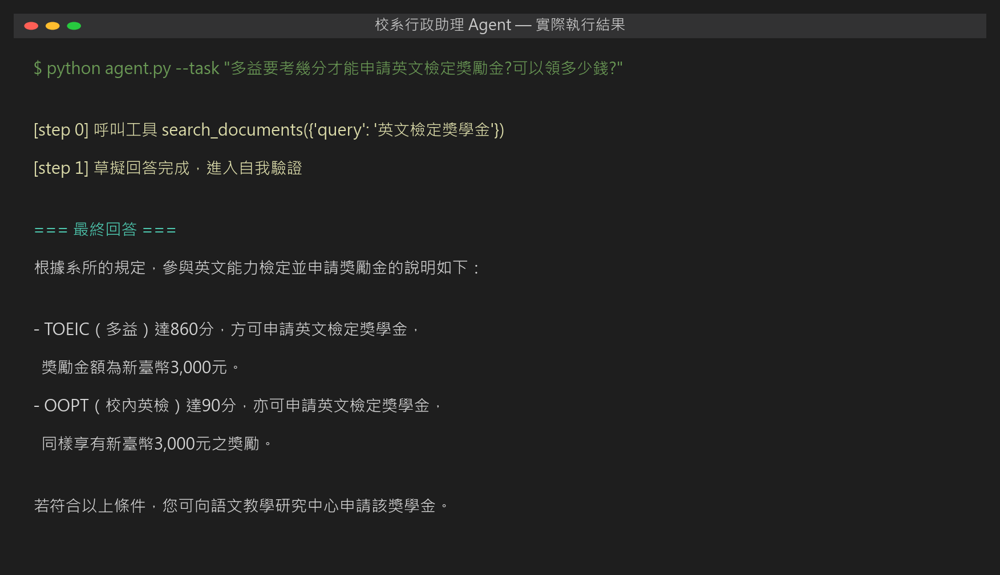 校系行政助理 Agent — 實際執行結果
$ python agent.py --task "多益要考幾分才能申請英文檢定獎勵金?可以領多少錢?"
[step 0] 呼叫工具 search_documents({'query': '英文檢定獎學金'})
[step 1] 草擬回答完成，進入自我驗證
=== 最終回答 ===
根據系所的規定，參與英文能力檢定並申請獎勵金的說明如下：
- TOEIC（多益）達860分，方可申請英文檢定獎學金，
獎勵金額為新臺幣3,000元。
- OOPT（校內英檢）達90分，亦可申請英文檢定獎學金，
同樣享有新臺幣3,000元之獎勵。
若符合以上條件，您可向語文教學研究中心申請該獎學金。